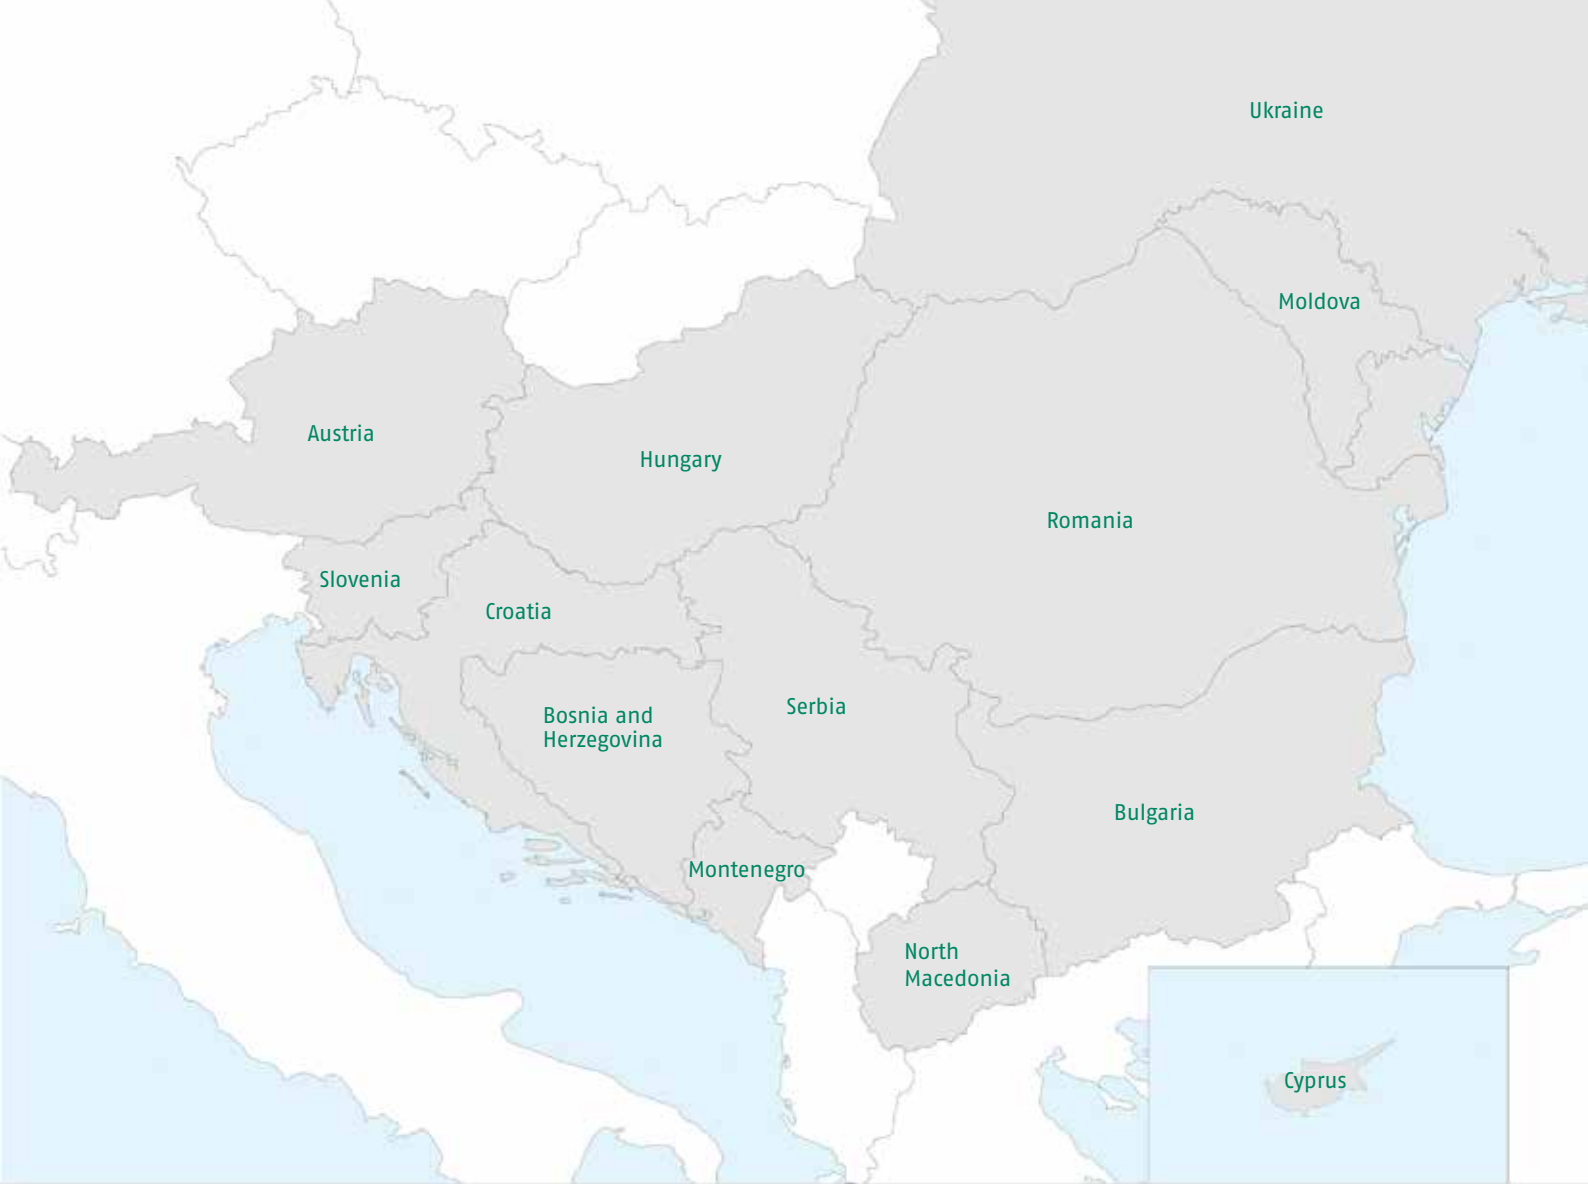 Ukraine
Moldova
Austria
Hungary
Romania
Slovenia
Croatia
Bosnia and
Herzegovina
Serbia
Bulgaria
Montenegro
North
Macedonia
Cyprus